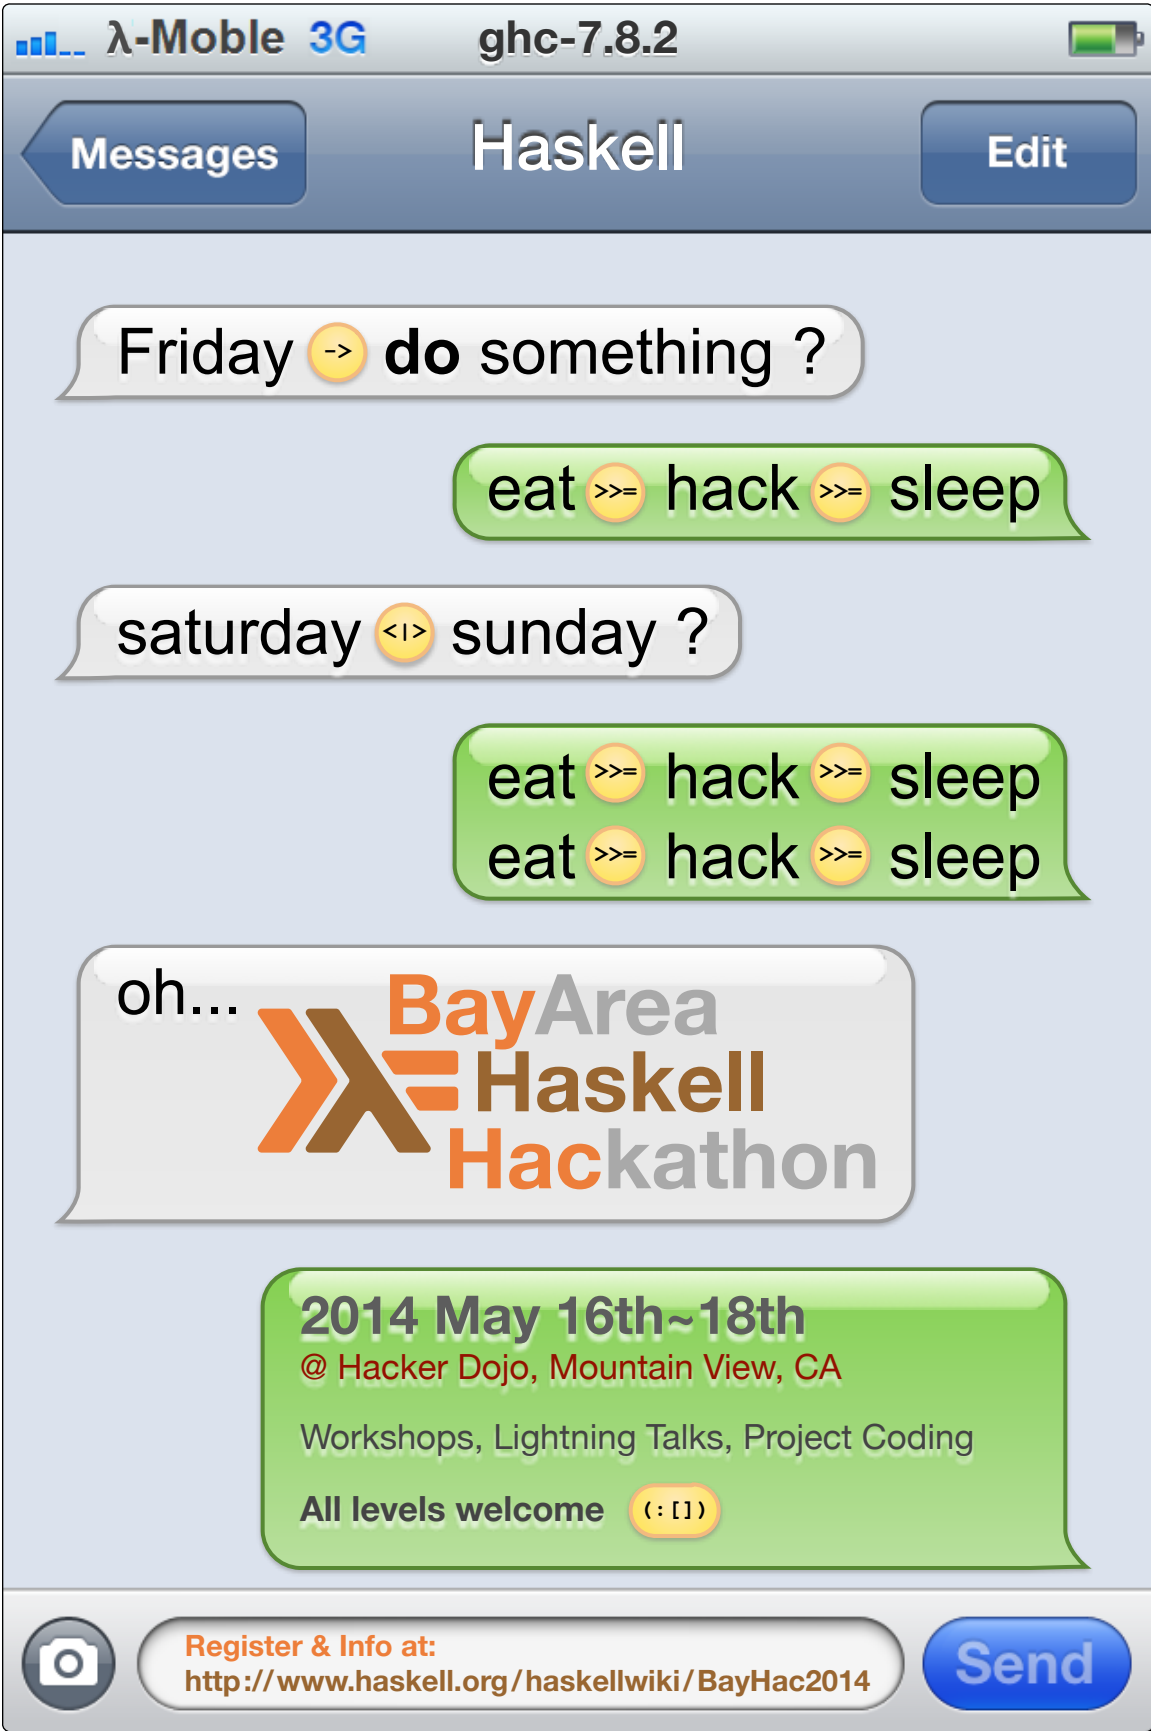 λ-Moble 3G ghc-7.8.2
Messages Haskell Edit
Friday -> do something ?
eat >>= hack >>= sleep
saturday <|> sunday ?
eat >>= hack >>= sleep
eat >>= hack >>= sleep
oh...
BayArea
Haskell
Hackathon
2014 May 16th~18th
@ Hacker Dojo, Mountain View, CA
Workshops, Lightning Talks, Project Coding
All levels welcome (:[])
Register & Info at:
http://www.haskell.org/haskellwiki/BayHac2014
Send